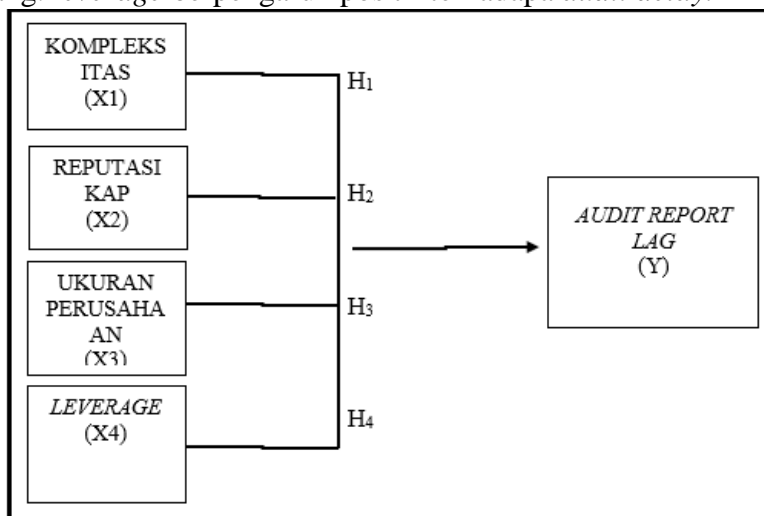 leverage
KOMPLEKS
ITAS
(X1)
H1
REPUTASI
KAP
(X2)
H2
UKURAN
PERUSAHA
AN
(X3)
H3
LEVERAGE
(X4)
H4
AUDIT REPORT
LAG
(Y)